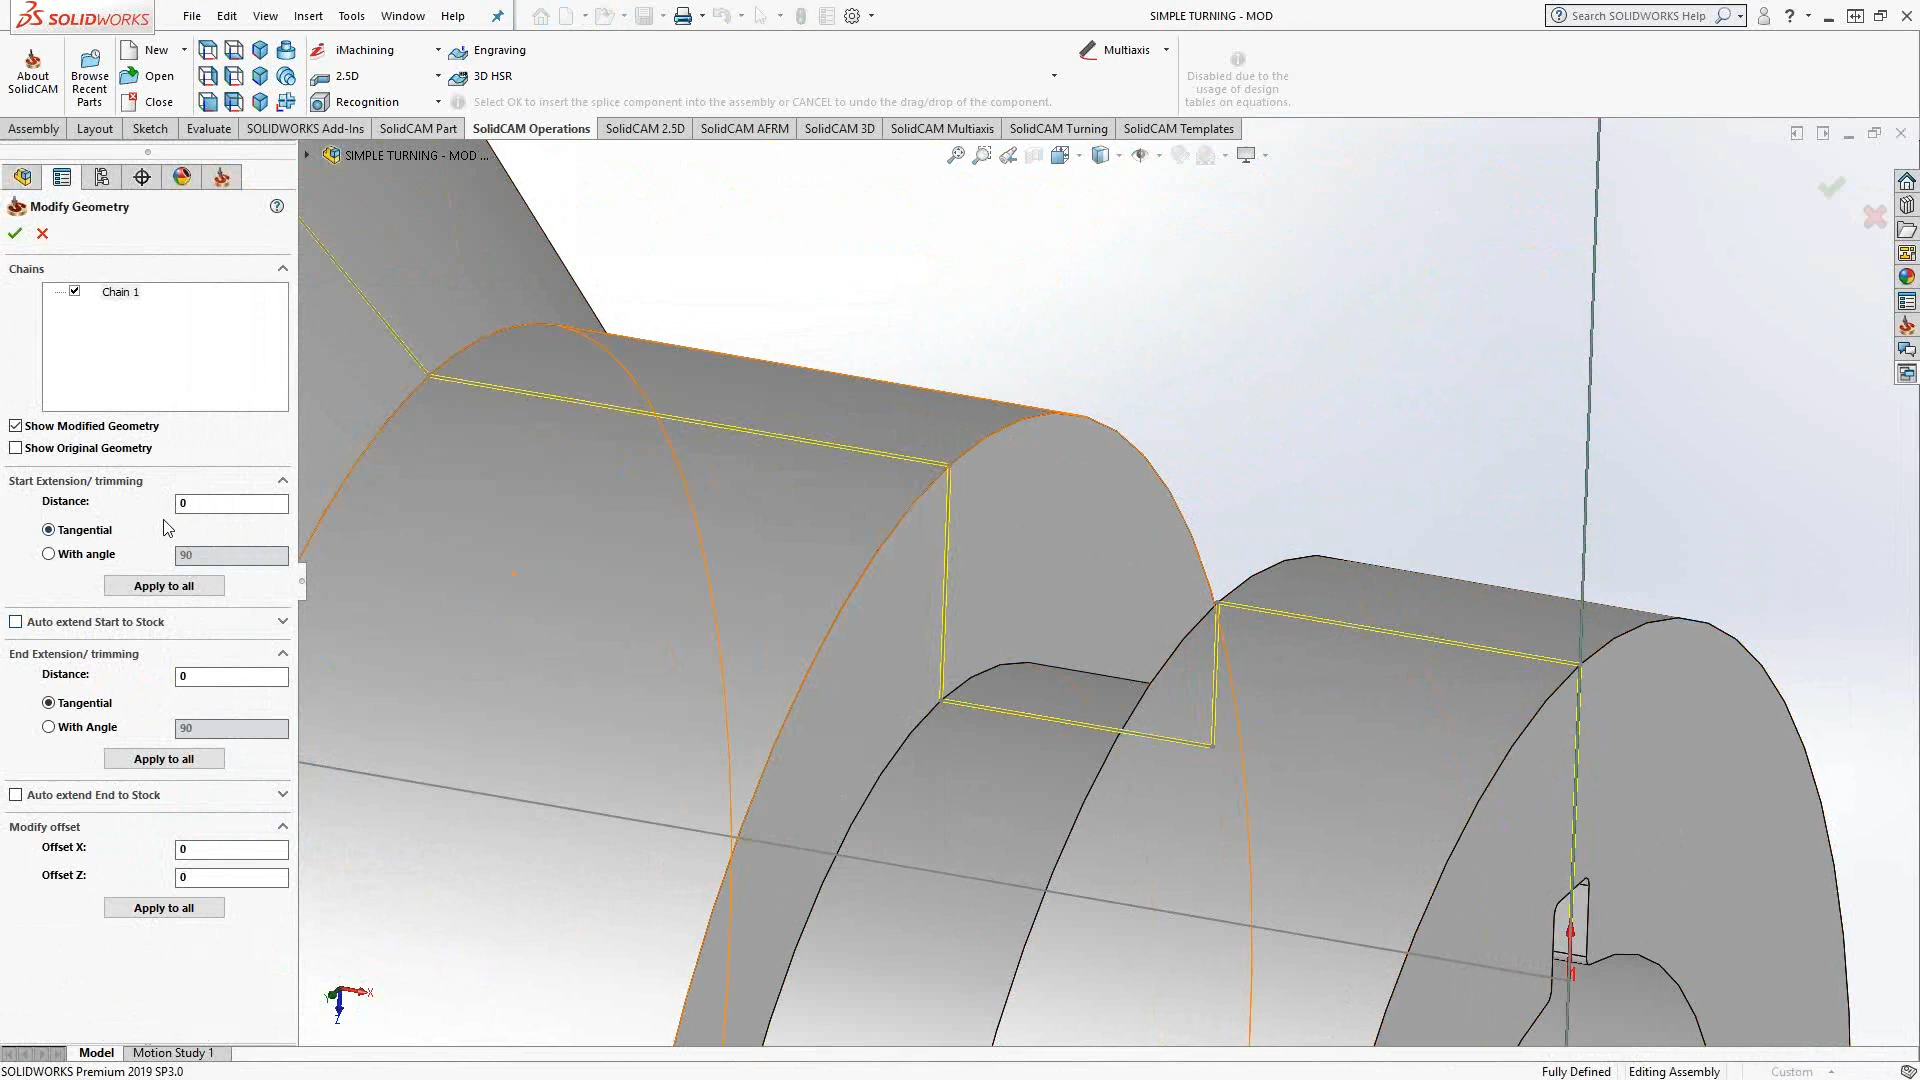 SOLIDWORKS
File Edit View Insert Tools Window Help
SIMPLE TURNING - MOD
Search SOLIDWORKS Help
?
About SolidCAM
Browse Recent Parts
New
Open
Close
iMachining
2.5D
Recognition
Engraving
3D HSR
Select OK to insert the splice component into the assembly or CANCEL to undo the drag/drop of the component.
Multiaxis
Disabled due to the
usage of design
tables on equations.
Assembly Layout Sketch Evaluate SOLIDWORKS Add-Ins SolidCAM Part SolidCAM Operations SolidCAM 2.5D SolidCAM AFRM SolidCAM 3D SolidCAM Multiaxis SolidCAM Turning SolidCAM Templates
SIMPLE TURNING - MOD ...
Modify Geometry
?
Chains
Chain 1
Show Modified Geometry
Show Original Geometry
Start Extension/ trimming
Distance: 0
Tangential
With angle 90
Apply to all
Auto extend Start to Stock
End Extension/ trimming
Distance: 0
Tangential
With Angle 90
Apply to all
Auto extend End to Stock
Modify offset
Offset X: 0
Offset Z: 0
Apply to all
X
Y
Z
1
Model Motion Study 1
SOLIDWORKS Premium 2019 SP3.0
Fully Defined Editing Assembly Custom